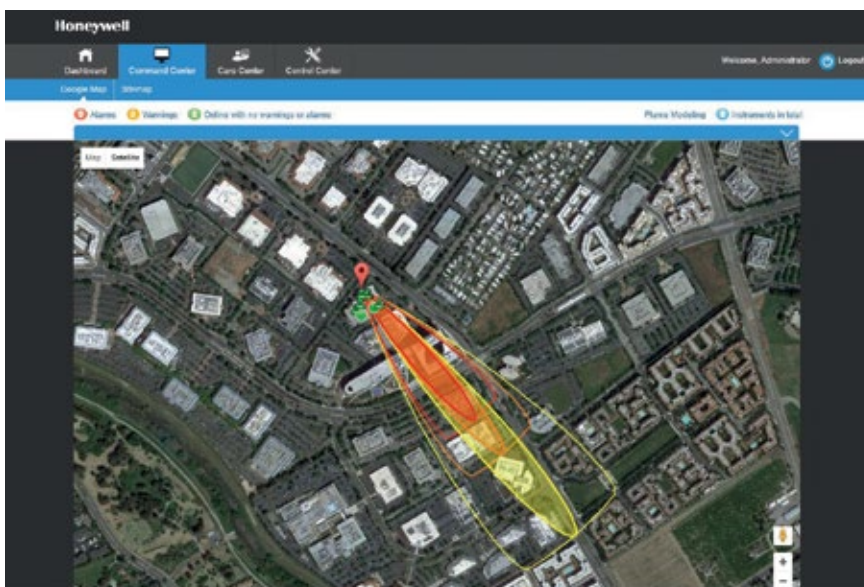 Honeywell
Dashboard Command Center Care Center Control Center
Welcome, Administrator Logout
Google Map Sitemap
Alarms Warnings Online with no warnings or alarms Plume Modeling Instruments in total
Map Satellite
+
−